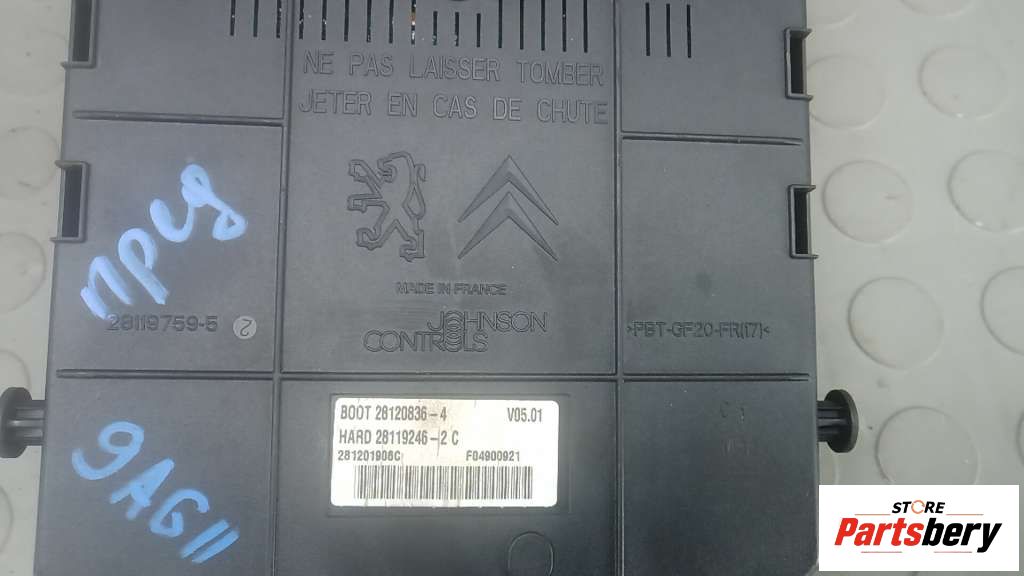 NE PAS LAISSER TOMBER
JETER EN CAS DE CHUTE
MADE IN FRANCE
28119759-5 2
JOHNSON
CONTROLS
>PBT-GF20-FR(17)<
BOOT 28120836-4 V05.01
HARD 28119246-2 C
281201908C F04900921
9AG11
STORE
Partsbery